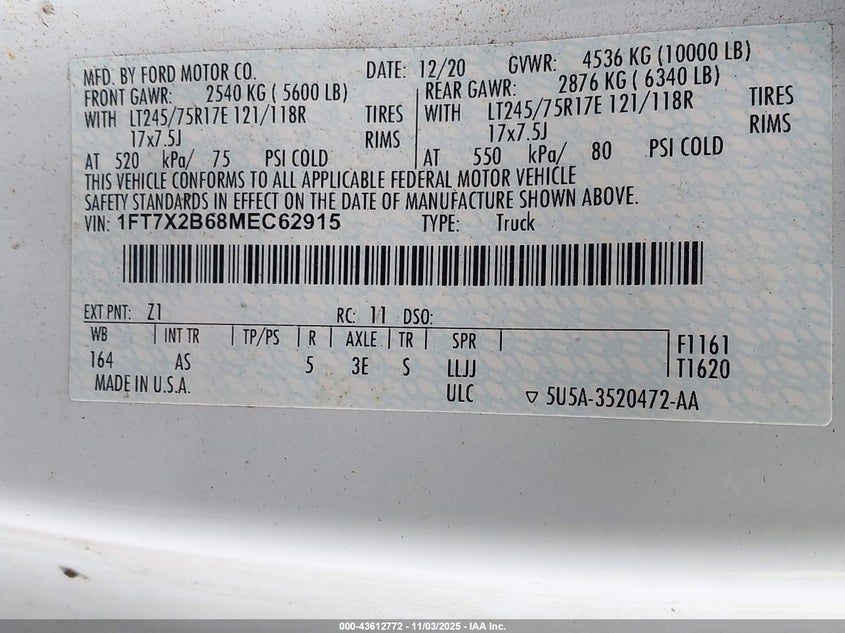 MFD. BY FORD MOTOR CO. DATE: 12/20 GVWR: 4536 KG (10000 LB)
FRONT GAWR: 2540 KG ( 5600 LB) REAR GAWR: 2876 KG ( 6340 LB)
WITH LT245/75R17E 121/118R TIRES WITH LT245/75R17E 121/118R TIRES
17x7.5J RIMS 17x7.5J RIMS
AT 520 kPa/ 75 PSI COLD AT 550 kPa/ 80 PSI COLD
THIS VEHICLE CONFORMS TO ALL APPLICABLE FEDERAL MOTOR VEHICLE
SAFETY STANDARDS IN EFFECT ON THE DATE OF MANUFACTURE SHOWN ABOVE.
VIN: 1FT7X2B68MEC62915 TYPE: Truck
EXT PNT: Z1 RC: 11 DSO:
WB INT TR TP/PS R AXLE TR SPR F1161
164 AS 5 3E S LLJJ T1620
MADE IN U.S.A. ULC ▽ 5U5A-3520472-AA
000-43612772 - 11/03/2025 - IAA Inc.